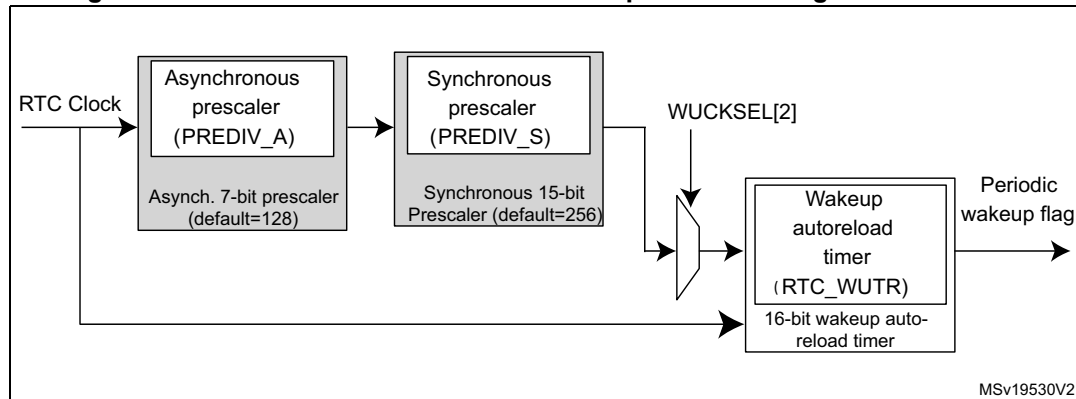 RTC Clock
Asynchronous
prescaler
(PREDIV_A)
Asynch. 7-bit prescaler
(default=128)
Synchronous
prescaler
(PREDIV_S)
Synchronous 15-bit
Prescaler (default=256)
WUCKSEL[2]
Wakeup
autoreload
timer
(RTC_WUTR)
16-bit wakeup auto-
reload timer
Periodic
wakeup flag
MSv19530V2